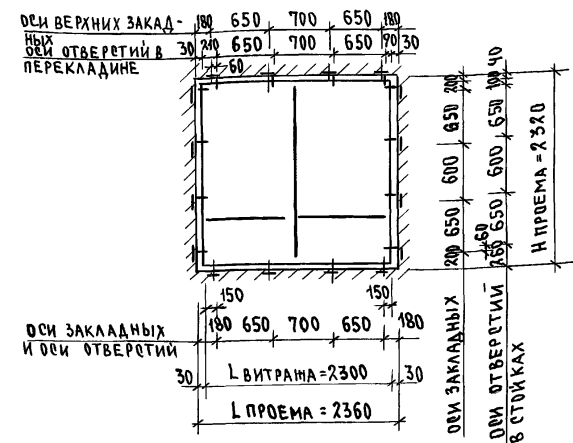 ОСИ ВЕРХНИХ ЗАКАД-
НЫХ
180 650 700 650 180
ОСИ ОТВЕРСТИЙ В
ПЕРЕКЛАДИНЕ
30 210 650 700 650 90 30
60
200 650 600 650 200
40 100 650 600 650 60 260
H ПРОЕМА = 2320
ОСИ ЗАКЛАДНЫХ
ОСИ ОТВЕРСТИЙ
В СТОЙКАХ
150 150
ОСИ ЗАКЛАДНЫХ
И ОСИ ОТВЕРСТИЙ
180 650 700 650 180
30 L ВИТРАЖА=2300 30
L ПРОЕМА = 2360